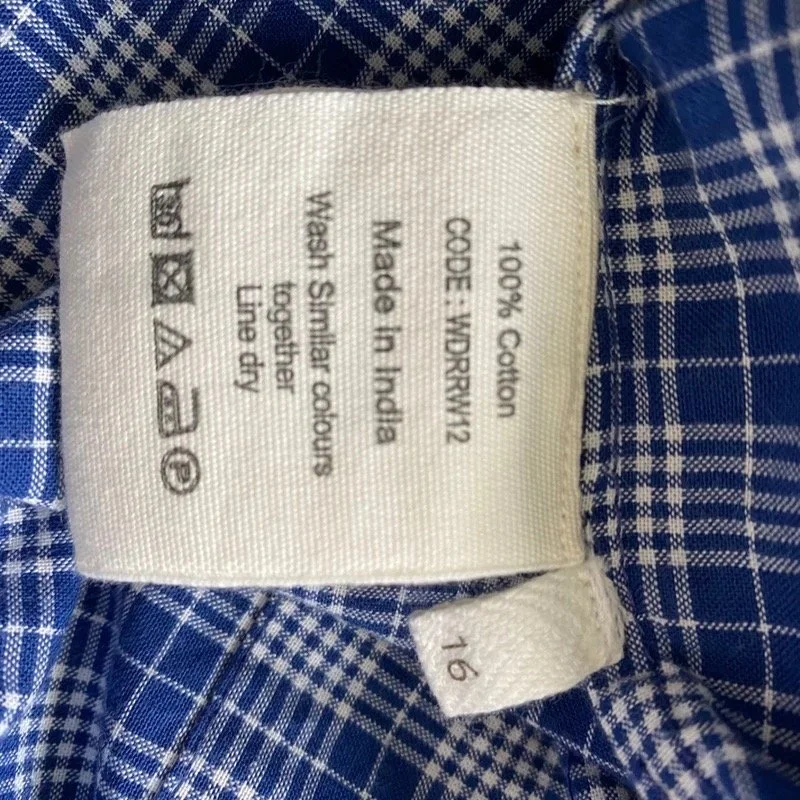 100% Cotton
CODE : WDRRW12
Made in India
Wash Similar colours
together
Line dry
P
16